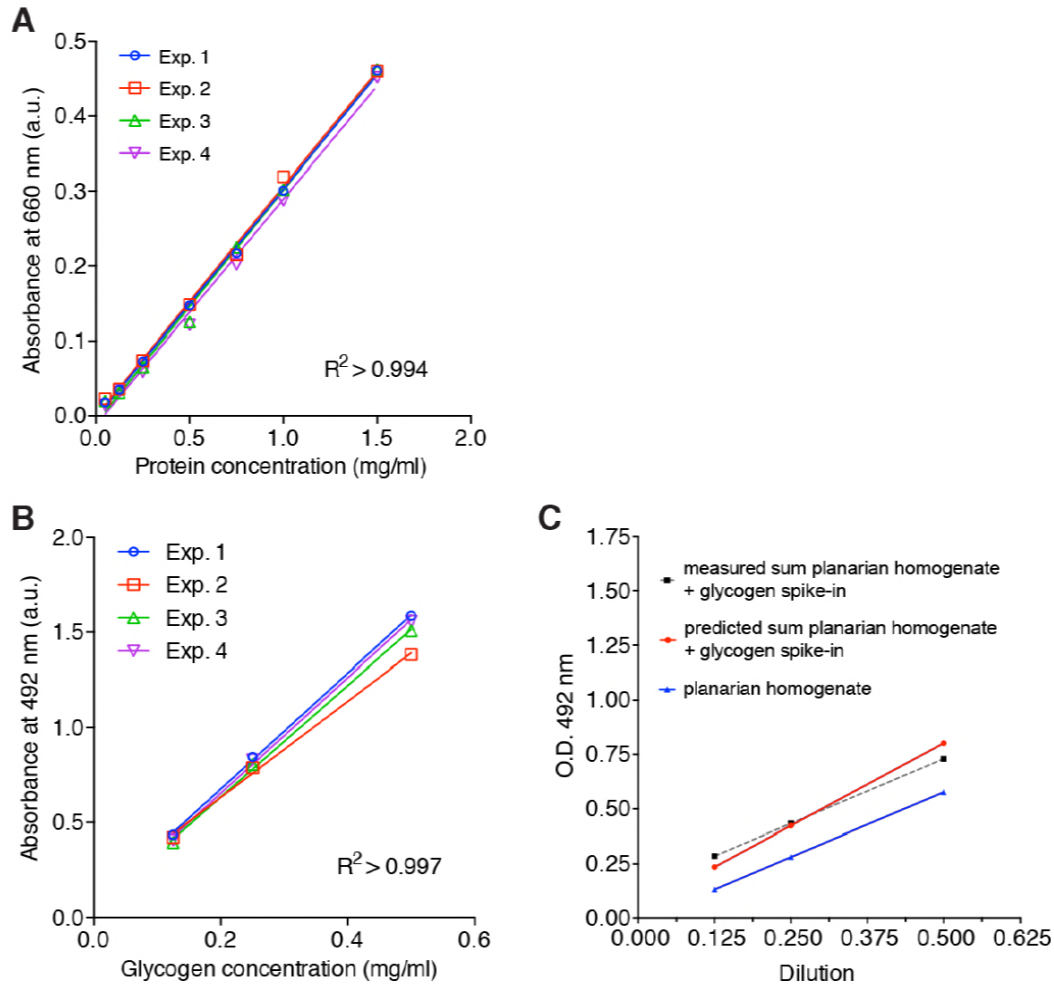 A
Absorbance at 660 nm (a.u.)
0.5
0.4
0.3
0.2
0.1
0.0
Exp. 1
Exp. 2
Exp. 3
Exp. 4
R² > 0.994
0.0 0.5 1.0 1.5 2.0
Protein concentration (mg/ml)
B
Absorbance at 492 nm (a.u.)
2.0
1.5
1.0
0.5
0.0
Exp. 1
Exp. 2
Exp. 3
Exp. 4
R² > 0.997
0.0 0.2 0.4 0.6
Glycogen concentration (mg/ml)
C
O.D. 492 nm
1.75
1.50
1.25
1.00
0.75
0.50
0.25
0.00
measured sum planarian homogenate
+ glycogen spike-in
predicted sum planarian homogenate
+ glycogen spike-in
planarian homogenate
0.000 0.125 0.250 0.375 0.500 0.625
Dilution